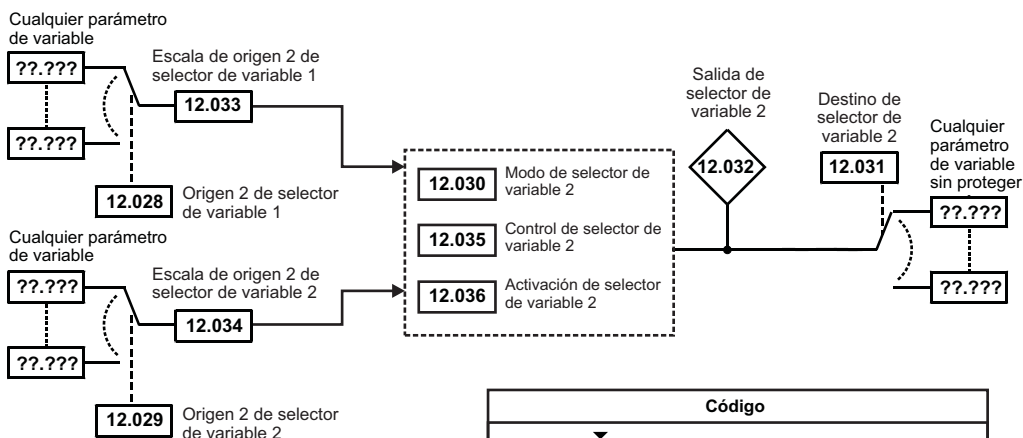 Cualquier parámetro
de variable
??.???
??.???
Escala de origen 2 de
selector de variable 1
12.033
12.028
Origen 2 de selector
de variable 1
Cualquier parámetro
de variable
??.???
??.???
Escala de origen 2 de
selector de variable 2
12.034
12.029
Origen 2 de selector
de variable 2
12.030
Modo de selector de
variable 2
12.035
Control de selector de
variable 2
12.036
Activación de selector
de variable 2
Salida de
selector de
variable 2
12.032
Destino de
selector de
variable 2
12.031
Cualquier
parámetro
de variable
sin proteger
??.???
??.???
Código